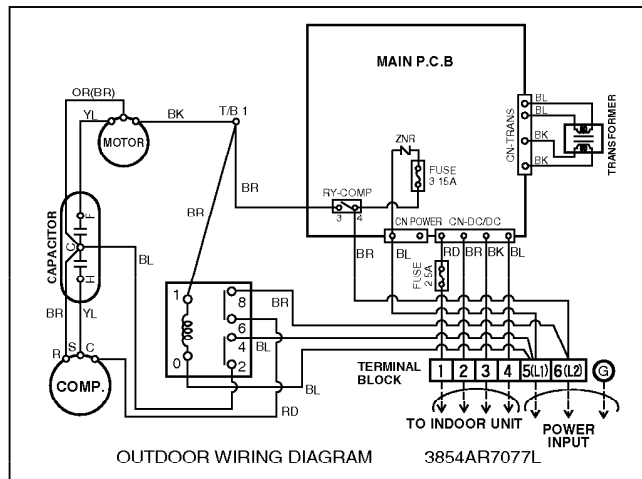 MAIN P.C.B
OR(BR)
YL
BK
T/B 1
MOTOR
ZNR
FUSE
3 15A
CN-TRANS
BL
BL
BK
BK
TRANSFORMER
BR
BR
RY-COMP
3 4
CN POWER
CN-DC/DC
CAPACITOR
F
C
H
BL
BR
BL
RD
BR
BK
BL
FUSE
2 5A
BR
YL
R
S
C
COMP.
1
0
8
6
4
2
BR
BL
BL
RD
TERMINAL
BLOCK
1 2 3 4 5(L1) 6(L2) G
TO INDOOR UNIT
POWER
INPUT
OUTDOOR WIRING DIAGRAM 3854AR7077L